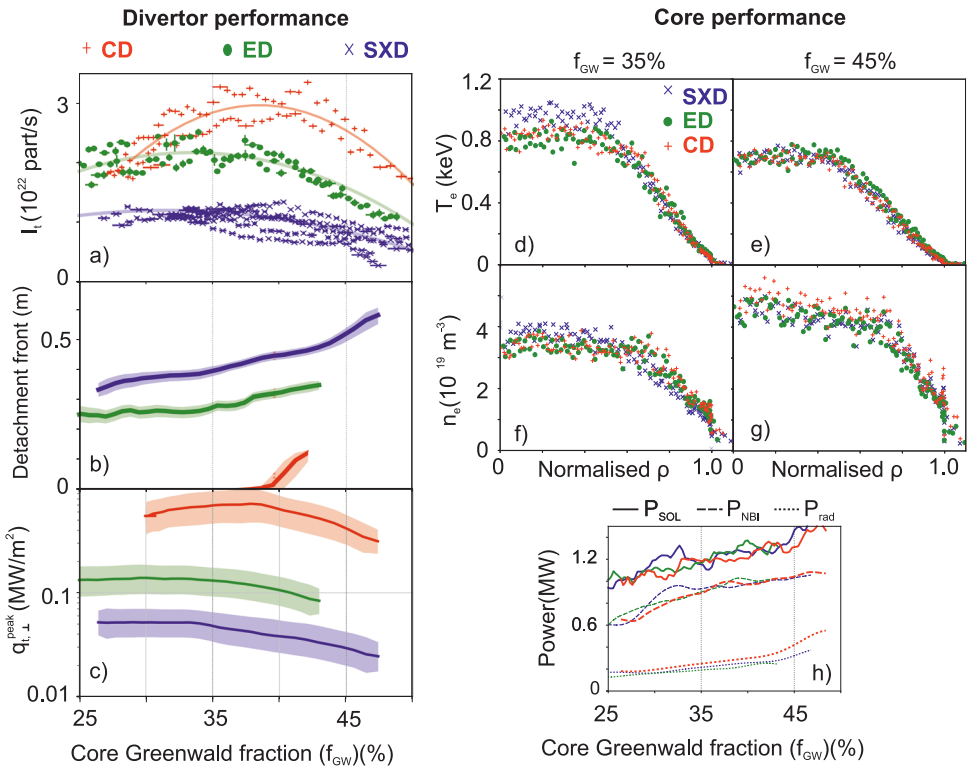 Divertor performance
+ CD ● ED × SXD
3
0
I_t (10^22 part/s)
a)
0.5
0
Detachment front (m)
b)
0.1
0.01
q_t,⊥^peak (MW/m²)
c)
25 35 45
Core Greenwald fraction (f_GW)(%)
Core performance
f_GW = 35% f_GW = 45%
1.2
0.8
0.4
0
T_e (keV)
× SXD
● ED
+ CD
d) e)
6
4
2
0
n_e(10^19 m^-3)
f) g)
0 Normalised ρ 1.0 0 Normalised ρ 1.0
P_SOL P_NBI P_rad
1.2
0.6
0
Power(MW)
h)
25 35 45
Core Greenwald fraction (f_GW)(%)